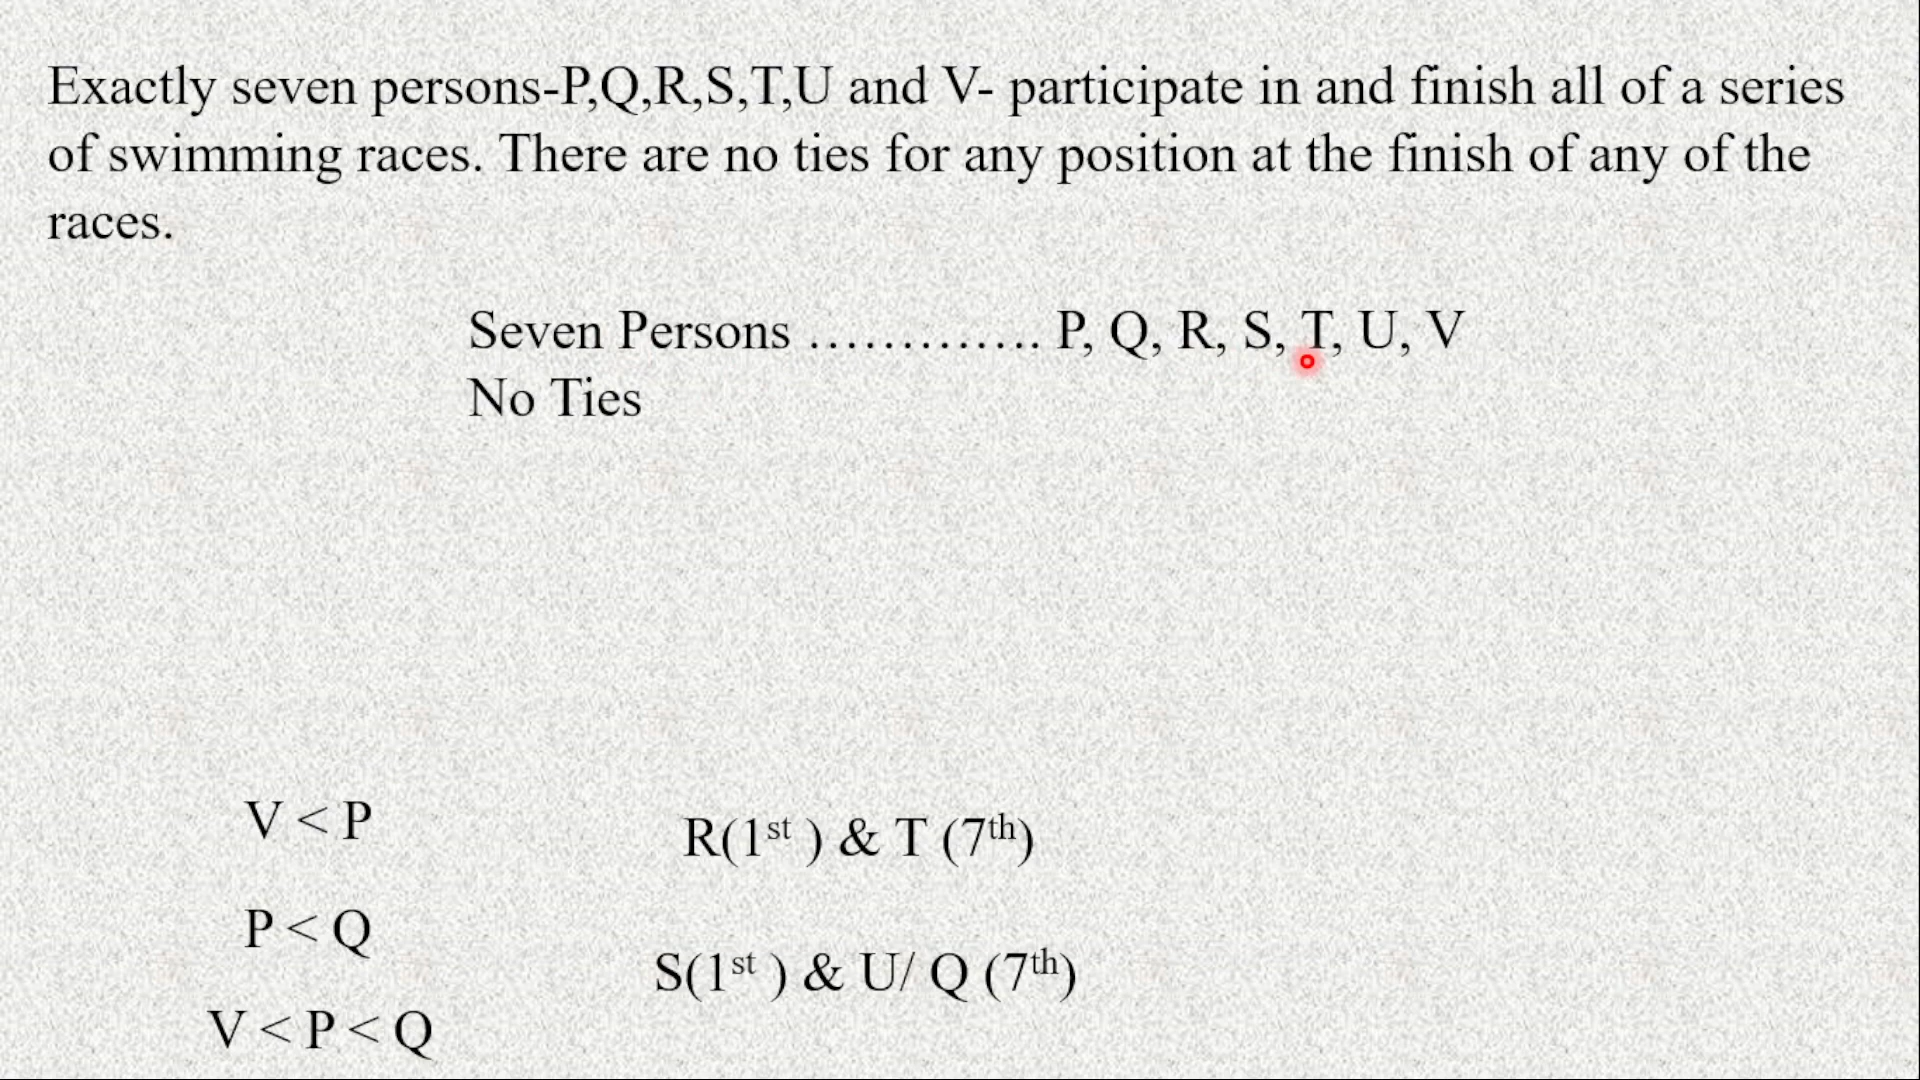 Exactly seven persons-P,Q,R,S,T,U and V- participate in and finish all of a series
of swimming races. There are no ties for any position at the finish of any of the
races.
Seven Persons ............. P, Q, R, S, T, U, V
No Ties
V < P
R(1st ) & T (7th)
P < Q
S(1st ) & U/ Q (7th)
V < P < Q